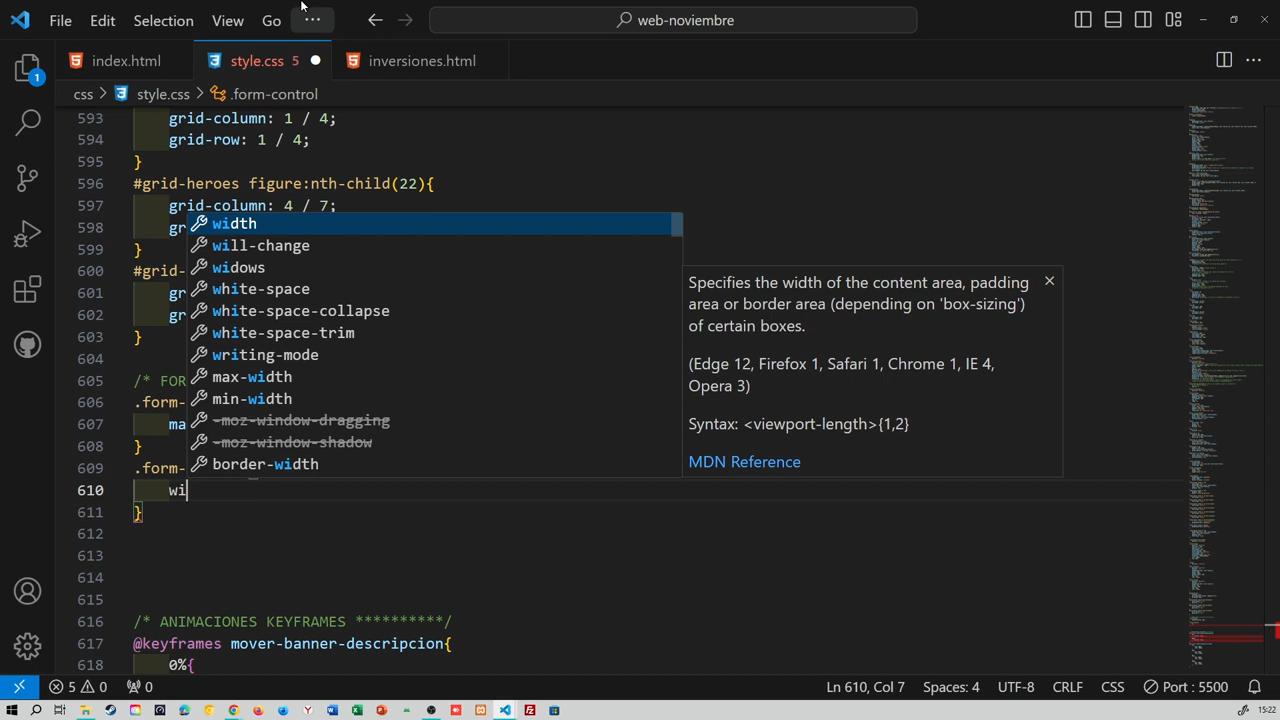 File Edit Selection View Go ··· web-noviembre
index.html style.css 5 inversiones.html
1
css style.css .form-control
593 grid-column: 1 / 4;
594 grid-row: 1 / 4;
595 }
596 #grid-heroes figure:nth-child(22){
597 grid-column: 4 / 7;
width
8 gr
will-change
599 }
widows
600 #grid-
white-space
601 gr
white-space-collapse
602 gr
white-space-trim
603 }
writing-mode
604
max-width
605 /* FOR
min-width
606 .form-
-moz-window-dragging
607 ma
-moz-window-shadow
608 }
border-width
609 .form-
Specifies the width of the content area, padding
area or border area (depending on 'box-sizing')
of certain boxes.
(Edge 12, Firefox 1, Safari 1, Chrome 1, IE 4,
Opera 3)
Syntax: <viewport-length>{1,2}
MDN Reference
610 wi
611 }
612
613
614
615
616 /* ANIMACIONES KEYFRAMES **********/
617 @keyframes mover-banner-descripcion{
618 0%{
5 0 0 Ln 610, Col 7 Spaces: 4 UTF-8 CRLF CSS Port : 5500
15:22